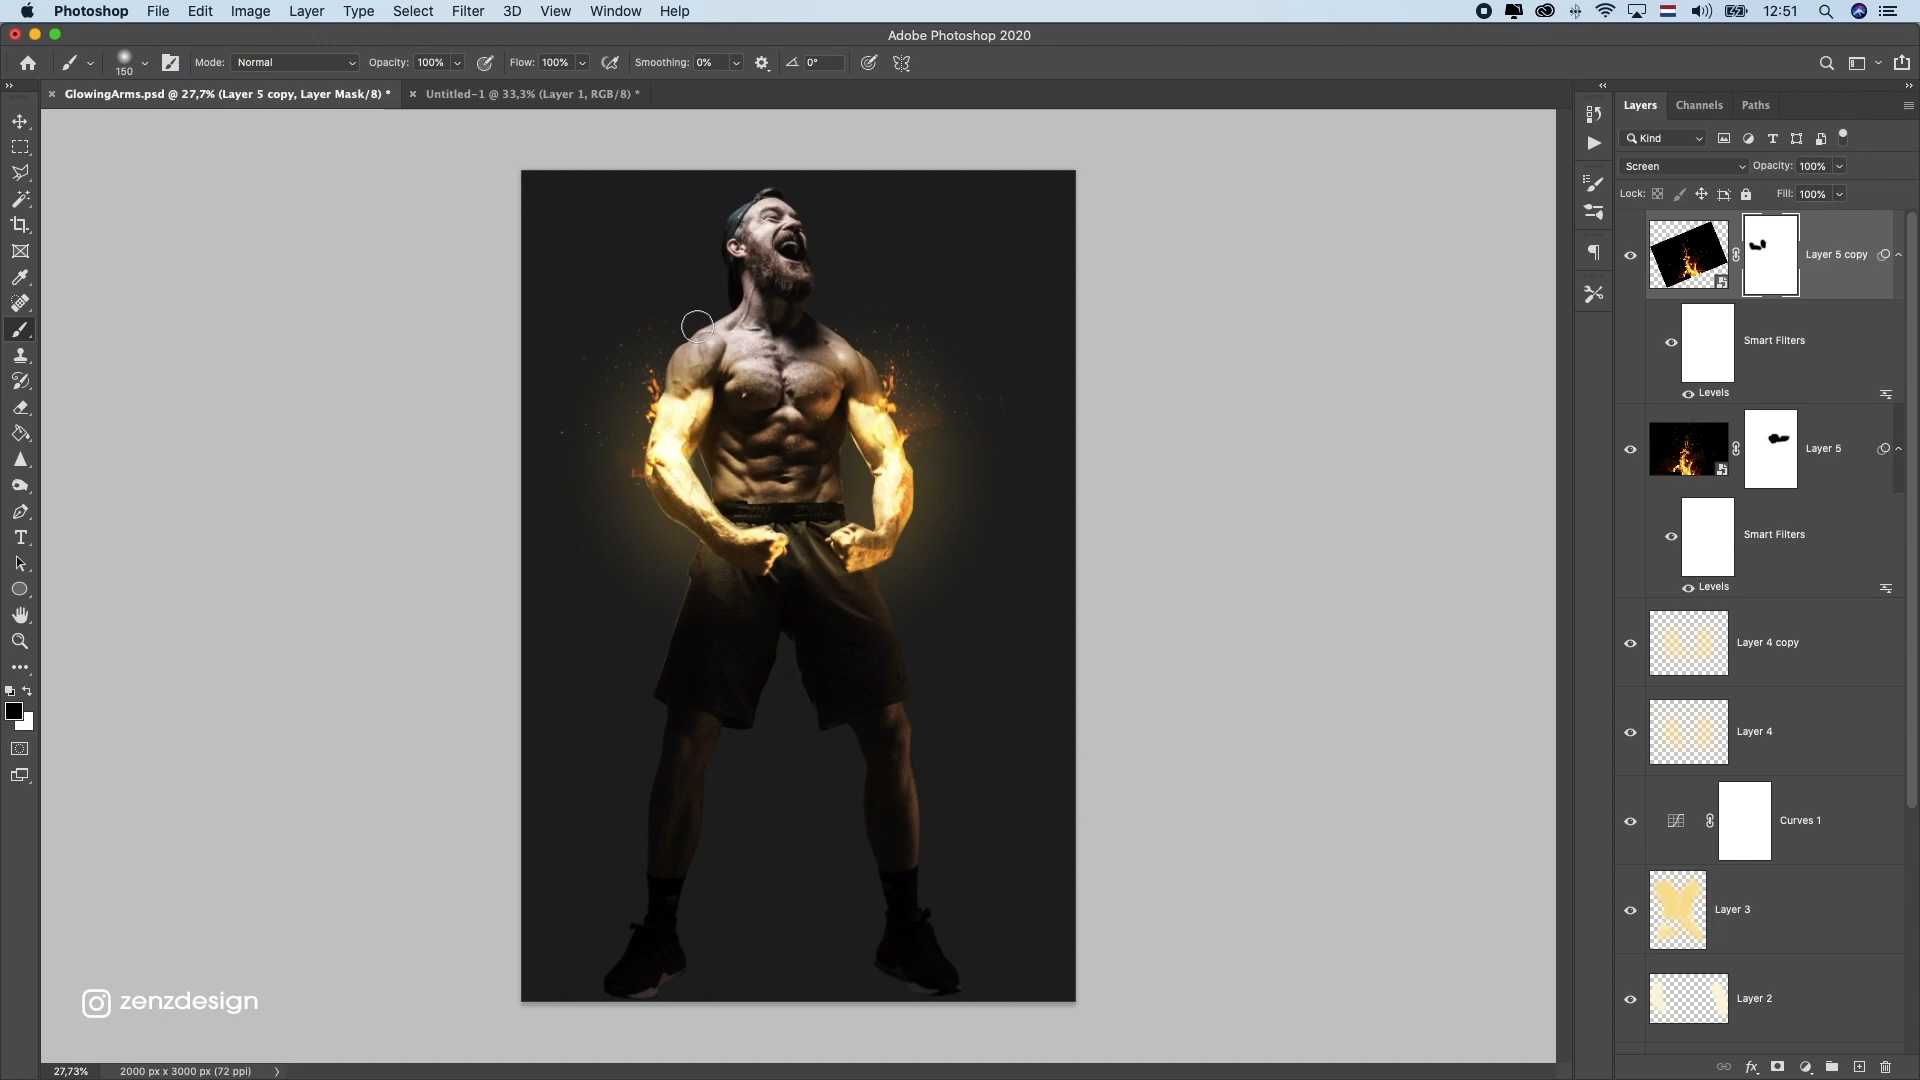 Photoshop File Edit Image Layer Type Select Filter 3D View Window Help 12:51
Adobe Photoshop 2020
150 Mode: Normal Opacity: 100% Flow: 100% Smoothing: 0% 0°
GlowingArms.psd @ 27,7% (Layer 5 copy, Layer Mask/8) * Untitled-1 @ 33,3% (Layer 1, RGB/8) *
Layers Channels Paths
Kind
Screen Opacity: 100%
Lock: Fill: 100%
Layer 5 copy
Smart Filters
Levels
Layer 5
Smart Filters
Levels
Layer 4 copy
Layer 4
Curves 1
Layer 3
Layer 2
zenzdesign
27,73% 2000 px x 3000 px (72 ppi)